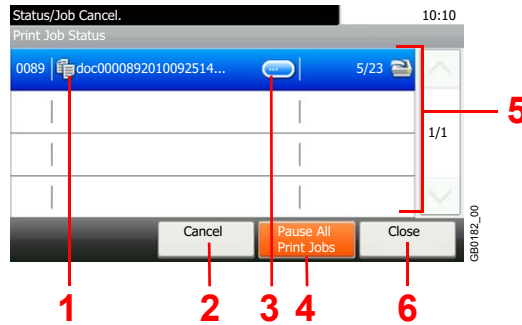 Status/Job Cancel.
10:10
Print Job Status
0089 doc0000892010092514... 5/23
5
1/1
Cancel
Pause All
Print Jobs
Close
GB0182_00
1
2
3
4
6